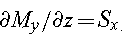 ∂M_y/∂z = S_x.